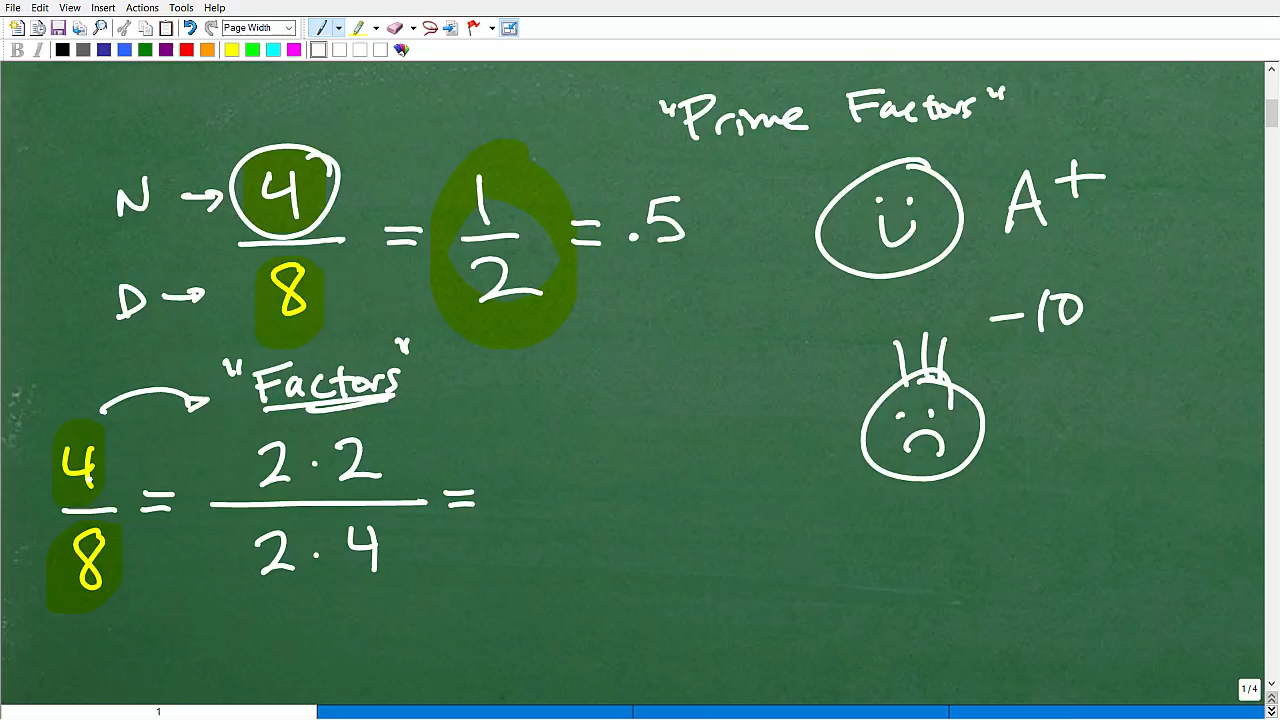 File Edit View Insert Actions Tools Help
Page Width
B I
"Prime Factors"
N → 4 = 1 = .5
D → 8 2
A+
-10
"Factors"
4 = 2 · 2 =
8 2 · 4
1/4
1